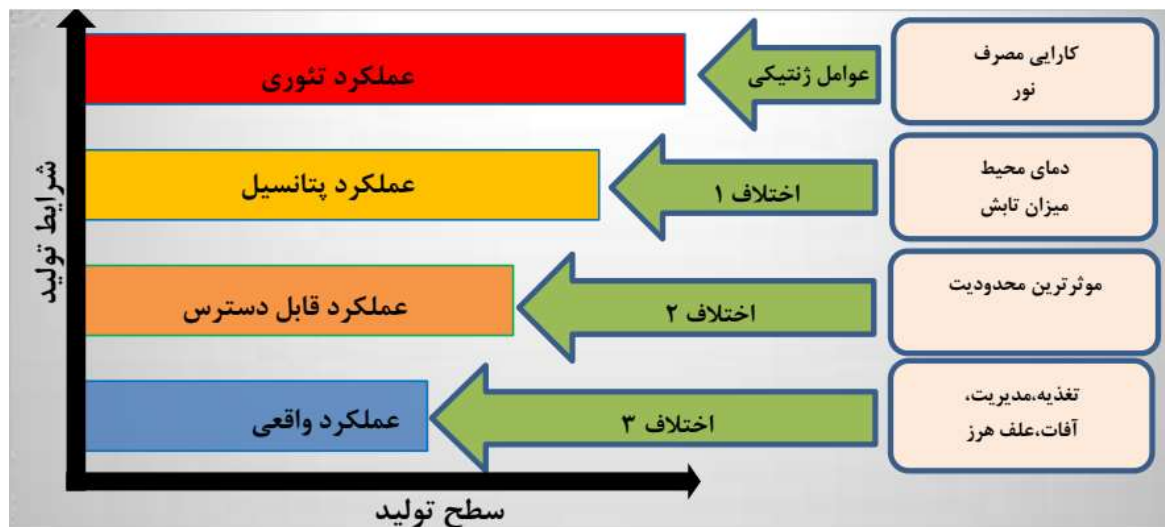 کارایی مصرف
نور
عوامل ژنتیکی
عملکرد تئوری
دمای محیط
میزان تابش
اختلاف ۱
عملکرد پتانسیل
موثرترین محدودیت
اختلاف ۲
عملکرد قابل دسترس
تغذیه،مدیریت،
آفات،علف هرز
اختلاف ۳
عملکرد واقعی
شرایط تولید
سطح تولید